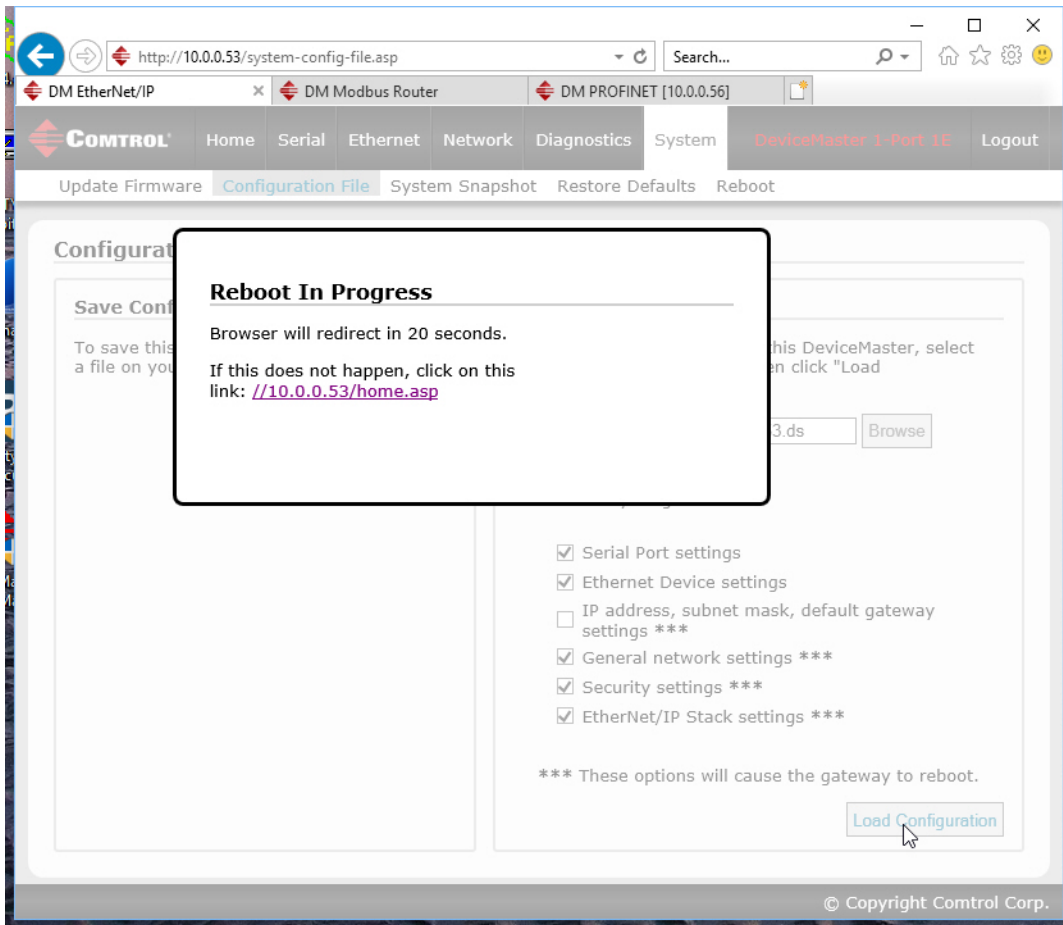 http://10.0.0.53/system-config-file.asp
Search...
DM EtherNet/IP
DM Modbus Router
DM PROFINET [10.0.0.56]
COMTROL Home Serial Ethernet Network Diagnostics System DeviceMaster 1-Port 1E Logout
Update Firmware Configuration File System Snapshot Restore Defaults Reboot
Configurat
Save Conf
To save this
a file on you
Reboot In Progress
Browser will redirect in 20 seconds.
If this does not happen, click on this
link: //10.0.0.53/home.asp
this DeviceMaster, select
en click "Load
3.ds Browse
Serial Port settings
Ethernet Device settings
IP address, subnet mask, default gateway
settings ***
General network settings ***
Security settings ***
EtherNet/IP Stack settings ***
*** These options will cause the gateway to reboot.
Load Configuration
© Copyright Comtrol Corp.